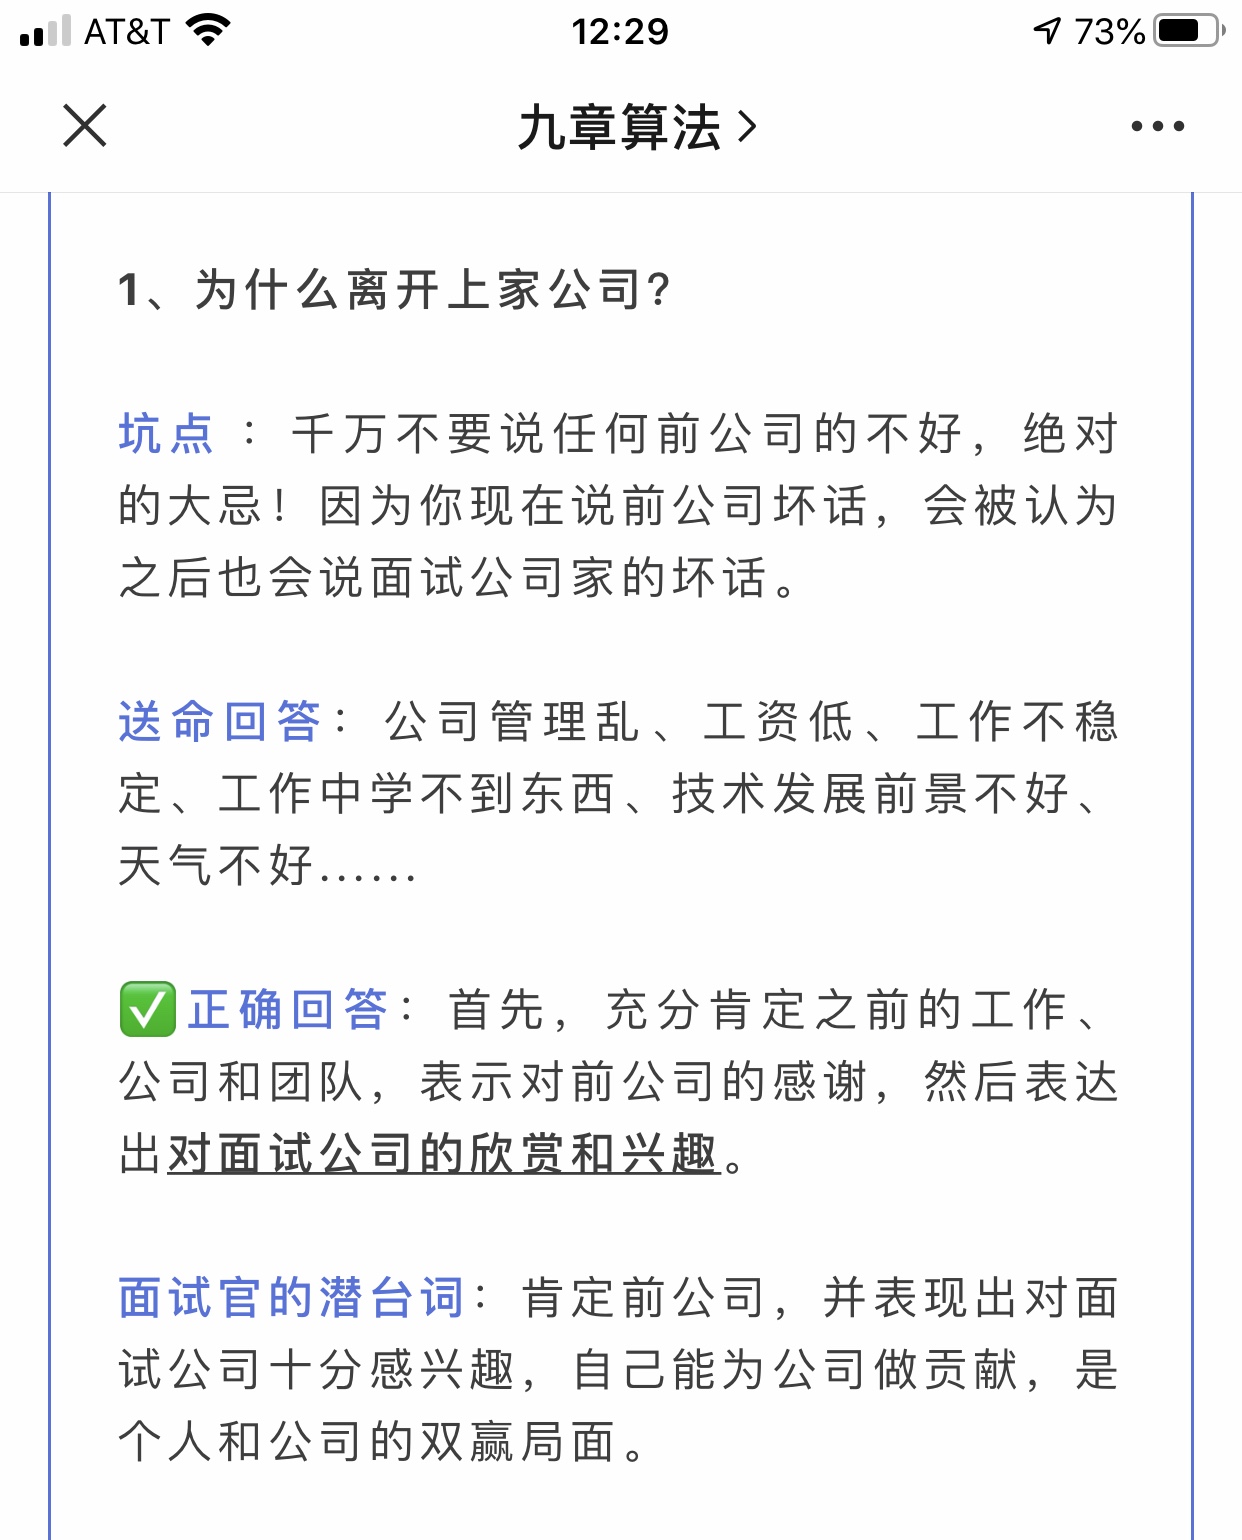 AT&T 12:29 73%
九章算法
1、为什么离开上家公司?
坑点 ：千万不要说任何前公司的不好，绝对
的大忌！因为你现在说前公司坏话，会被认为
之后也会说面试公司家的坏话。
送命回答：公司管理乱、工资低、工作不稳
定、工作中学不到东西、技术发展前景不好、
天气不好......
✅正确回答：首先，充分肯定之前的工作、
公司和团队，表示对前公司的感谢，然后表达
出对面试公司的欣赏和兴趣。
面试官的潜台词：肯定前公司，并表现出对面
试公司十分感兴趣，自己能为公司做贡献，是
个人和公司的双赢局面。